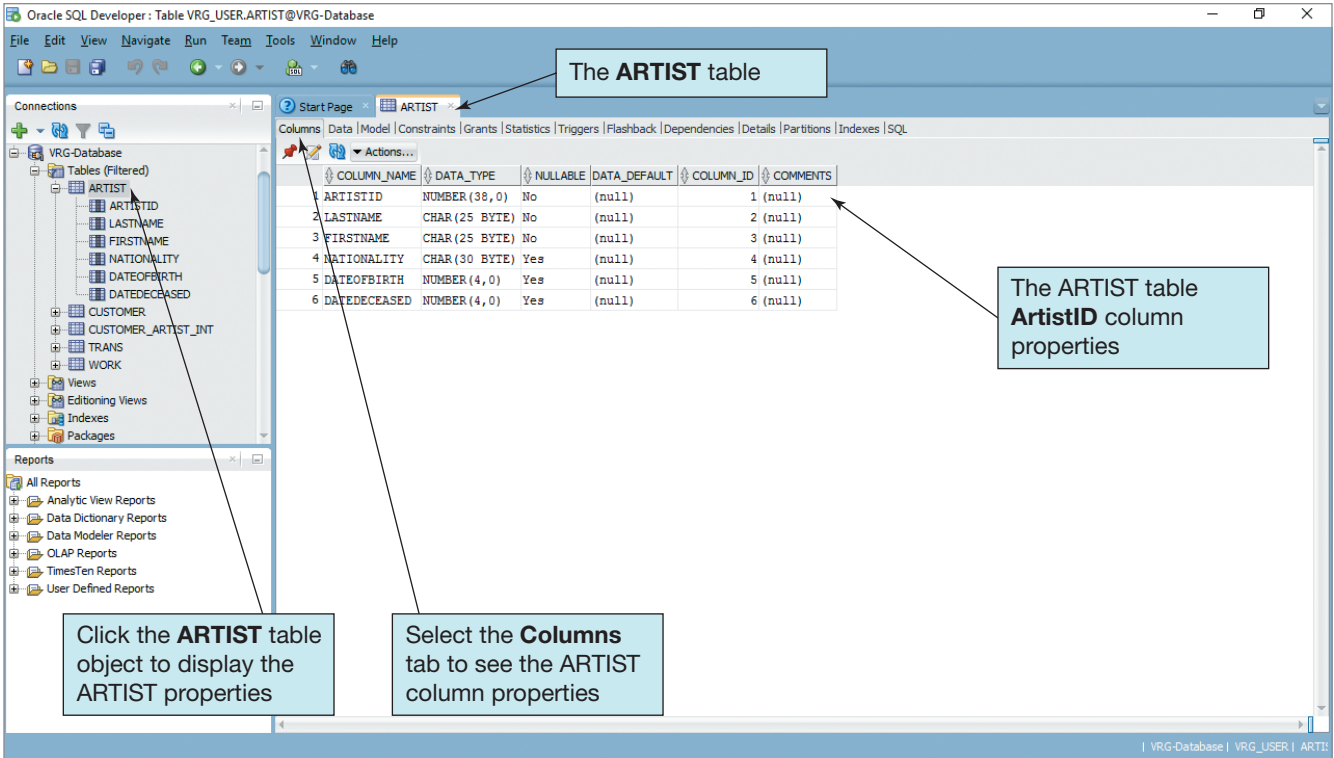 Oracle SQL Developer : Table VRG_USER.ARTIST@VRG-Database
File Edit View Navigate Run Team Tools Window Help
The ARTIST table
Connections
Start Page
ARTIST
Columns Data |Model |Constraints |Grants |Statistics |Triggers |Flashback |Dependencies |Details |Partitions |Indexes |SQL
Actions...
VRG-Database
Tables (Filtered)
ARTIST
ARTISTID
LASTNAME
FIRSTNAME
NATIONALITY
DATEOFBIRTH
DATEDECEASED
CUSTOMER
CUSTOMER_ARTIST_INT
TRANS
WORK
Views
Editioning Views
Indexes
Packages
COLUMN_NAME DATA_TYPE NULLABLE DATA_DEFAULT COLUMN_ID COMMENTS
1 ARTISTID NUMBER(38,0) No (null) 1 (null)
2 LASTNAME CHAR(25 BYTE) No (null) 2 (null)
3 FIRSTNAME CHAR(25 BYTE) No (null) 3 (null)
4 NATIONALITY CHAR(30 BYTE) Yes (null) 4 (null)
5 DATEOFBIRTH NUMBER(4,0) Yes (null) 5 (null)
6 DATEDECEASED NUMBER(4,0) Yes (null) 6 (null)
The ARTIST table
ArtistID column
properties
Reports
All Reports
Analytic View Reports
Data Dictionary Reports
Data Modeler Reports
OLAP Reports
TimesTen Reports
User Defined Reports
Click the ARTIST table
object to display the
ARTIST properties
Select the Columns
tab to see the ARTIST
column properties
| VRG-Database | VRG_USER |